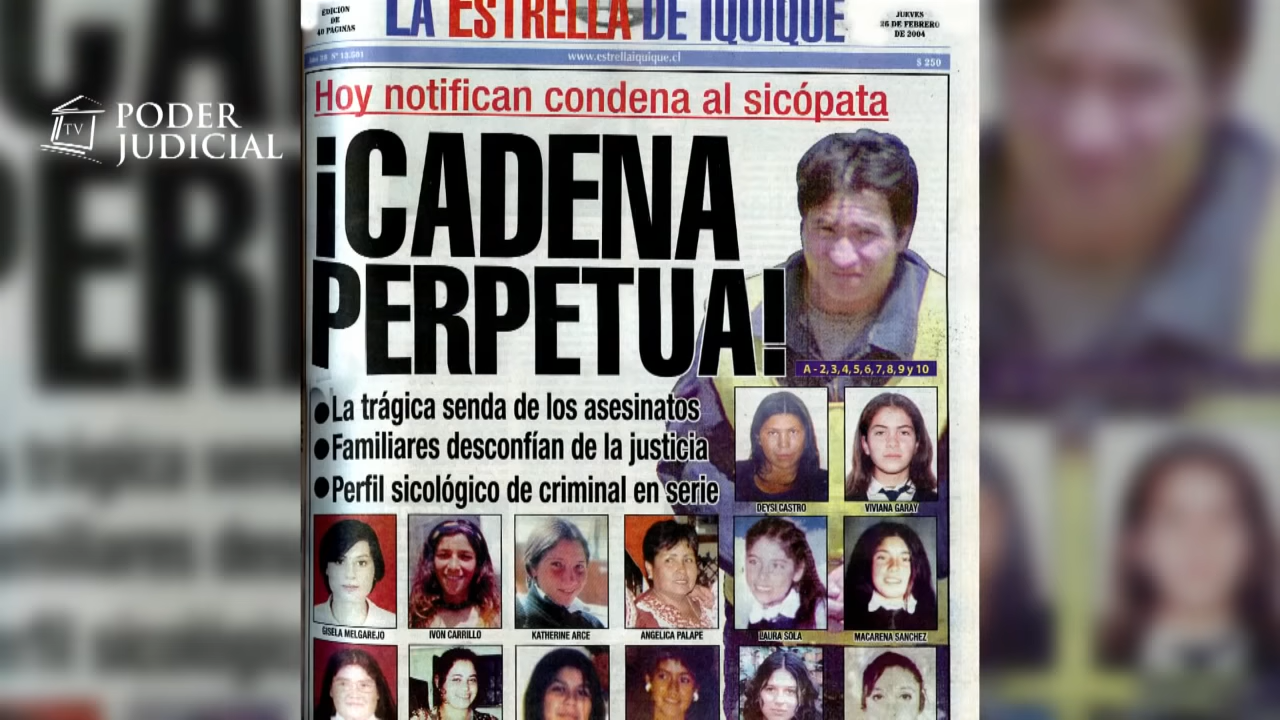 EDICION
DE
40 PAGINAS
LA ESTRELLA DE IQUIQUE
JUEVES
26 DE FEBRERO
DE 2004
www.estrellaiquique.cl
$ 250
TV
PODER
JUDICIAL
Hoy notifican condena al sicópata
¡CADENA
PERPETUA!
A - 2,3,4,5,6,7,8,9 y 10
●La trágica senda de los asesinatos
●Familiares desconfían de la justicia
●Perfil sicológico de criminal en serie
DEYSI CASTRO
VIVIANA GARAY
GISELA MELGAREJO
IVON CARRILLO
KATHERINE ARCE
ANGELICA PALAPE
LAURA SOLA
MACARENA SANCHEZ